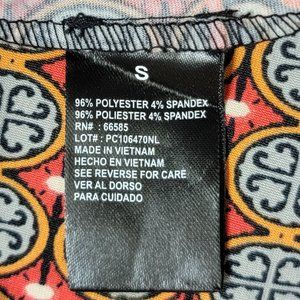 S
96% POLYESTER 4% SPANDEX
96% POLIESTER 4% SPANDEX
RN# : 66585
LOT# : PC106470NL
MADE IN VIETNAM
HECHO EN VIETNAM
SEE REVERSE FOR CARE
VER AL DORSO
PARA CUIDADO